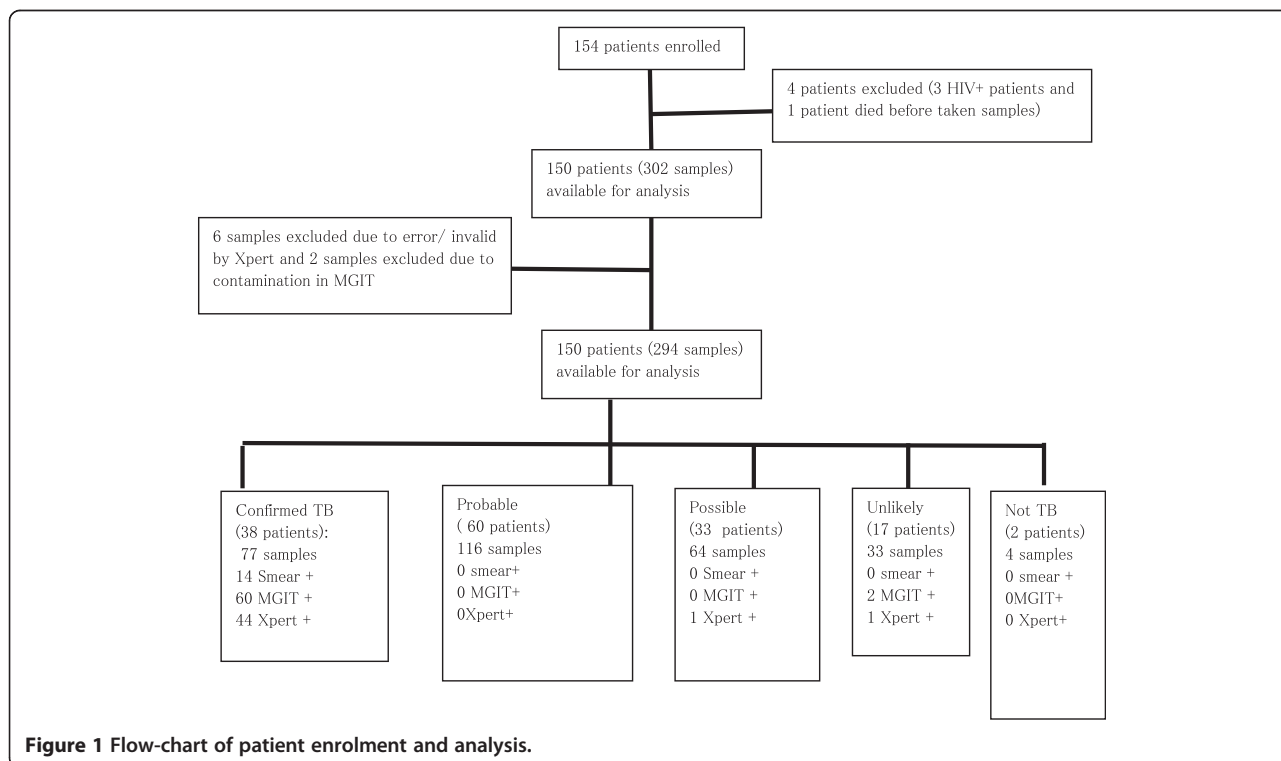 154 patients enrolled
4 patients excluded (3 HIV+ patients and
1 patient died before taken samples)
150 patients (302 samples)
available for analysis
6 samples excluded due to error/ invalid
by Xpert and 2 samples excluded due to
contamination in MGIT
150 patients (294 samples)
available for analysis
Confirmed TB
(38 patients):
77 samples
14 Smear +
60 MGIT +
44 Xpert +
Probable
( 60 patients)
116 samples
0 smear+
0 MGIT+
0Xpert+
Possible
(33 patients)
64 samples
0 Smear +
0 MGIT +
1 Xpert +
Unlikely
(17 patients)
33 samples
0 smear +
2 MGIT +
1 Xpert +
Not TB
(2 patients)
4 samples
0 smear +
0MGIT+
0 Xpert+
Figure 1 Flow-chart of patient enrolment and analysis.